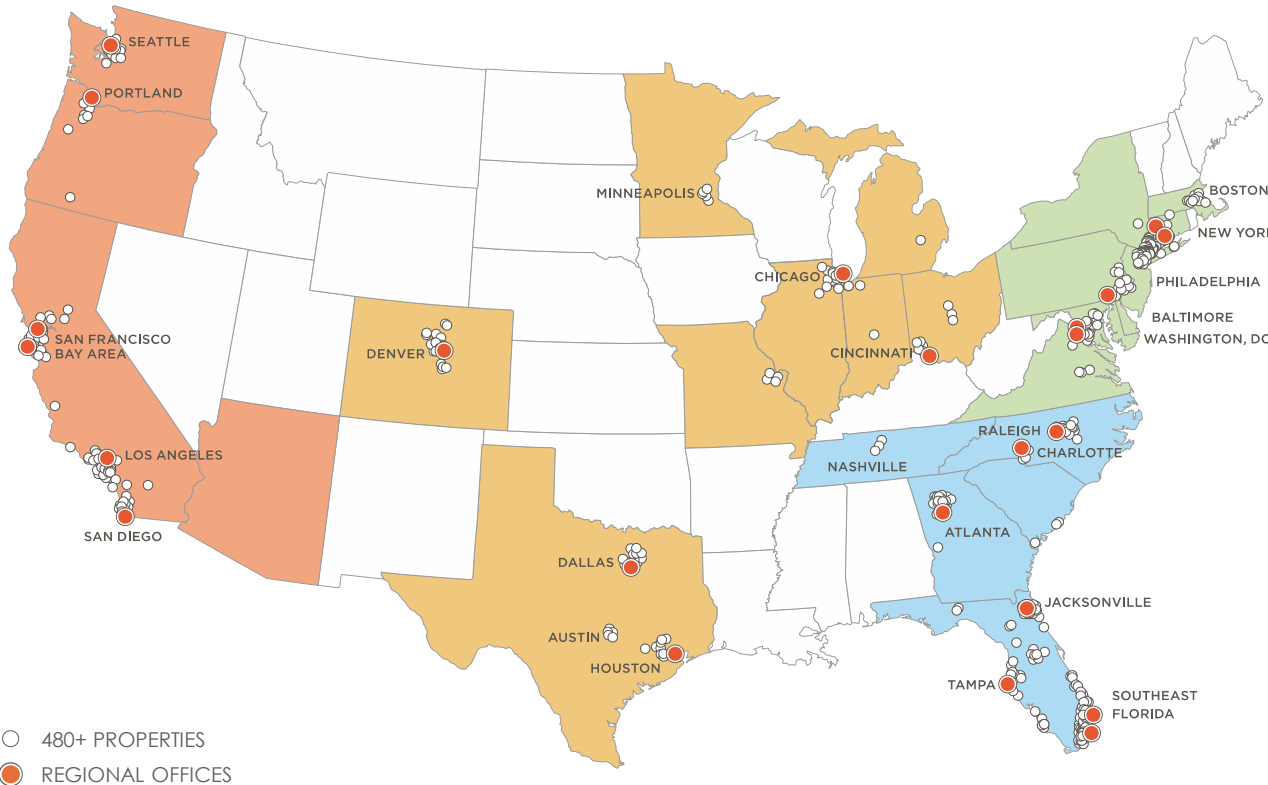 SEATTLE
PORTLAND
MINNEAPOLIS
BOSTON
NEW YOR
CHICAGO
PHILADELPHIA
BALTIMORE
WASHINGTON, DC
SAN FRANCISCO
BAY AREA
DENVER
CINCINNATI
RALEIGH
CHARLOTTE
LOS ANGELES
NASHVILLE
SAN DIEGO
ATLANTA
DALLAS
JACKSONVILLE
AUSTIN
HOUSTON
TAMPA
SOUTHEAST
FLORIDA
480+ PROPERTIES
REGIONAL OFFICES